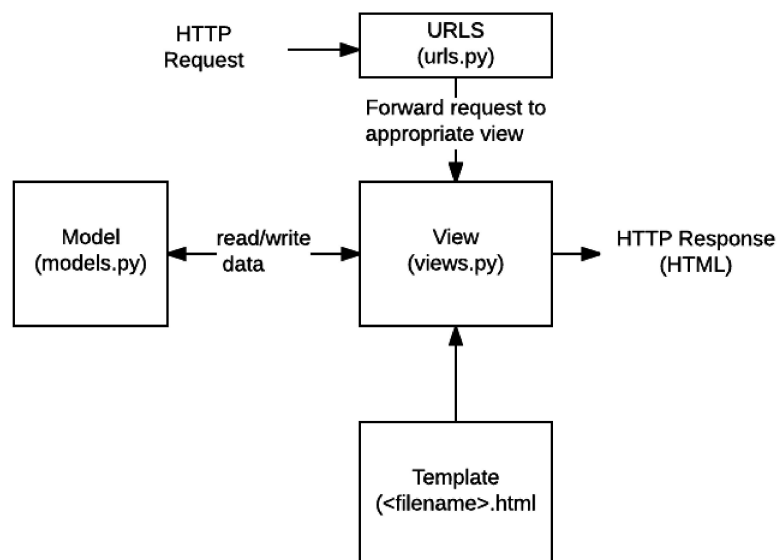 HTTP
Request
URLS
(urls.py)
Forward request to
appropriate view
Model
(models.py)
read/write
data
View
(views.py)
HTTP Response
(HTML)
Template
(<filename>.html